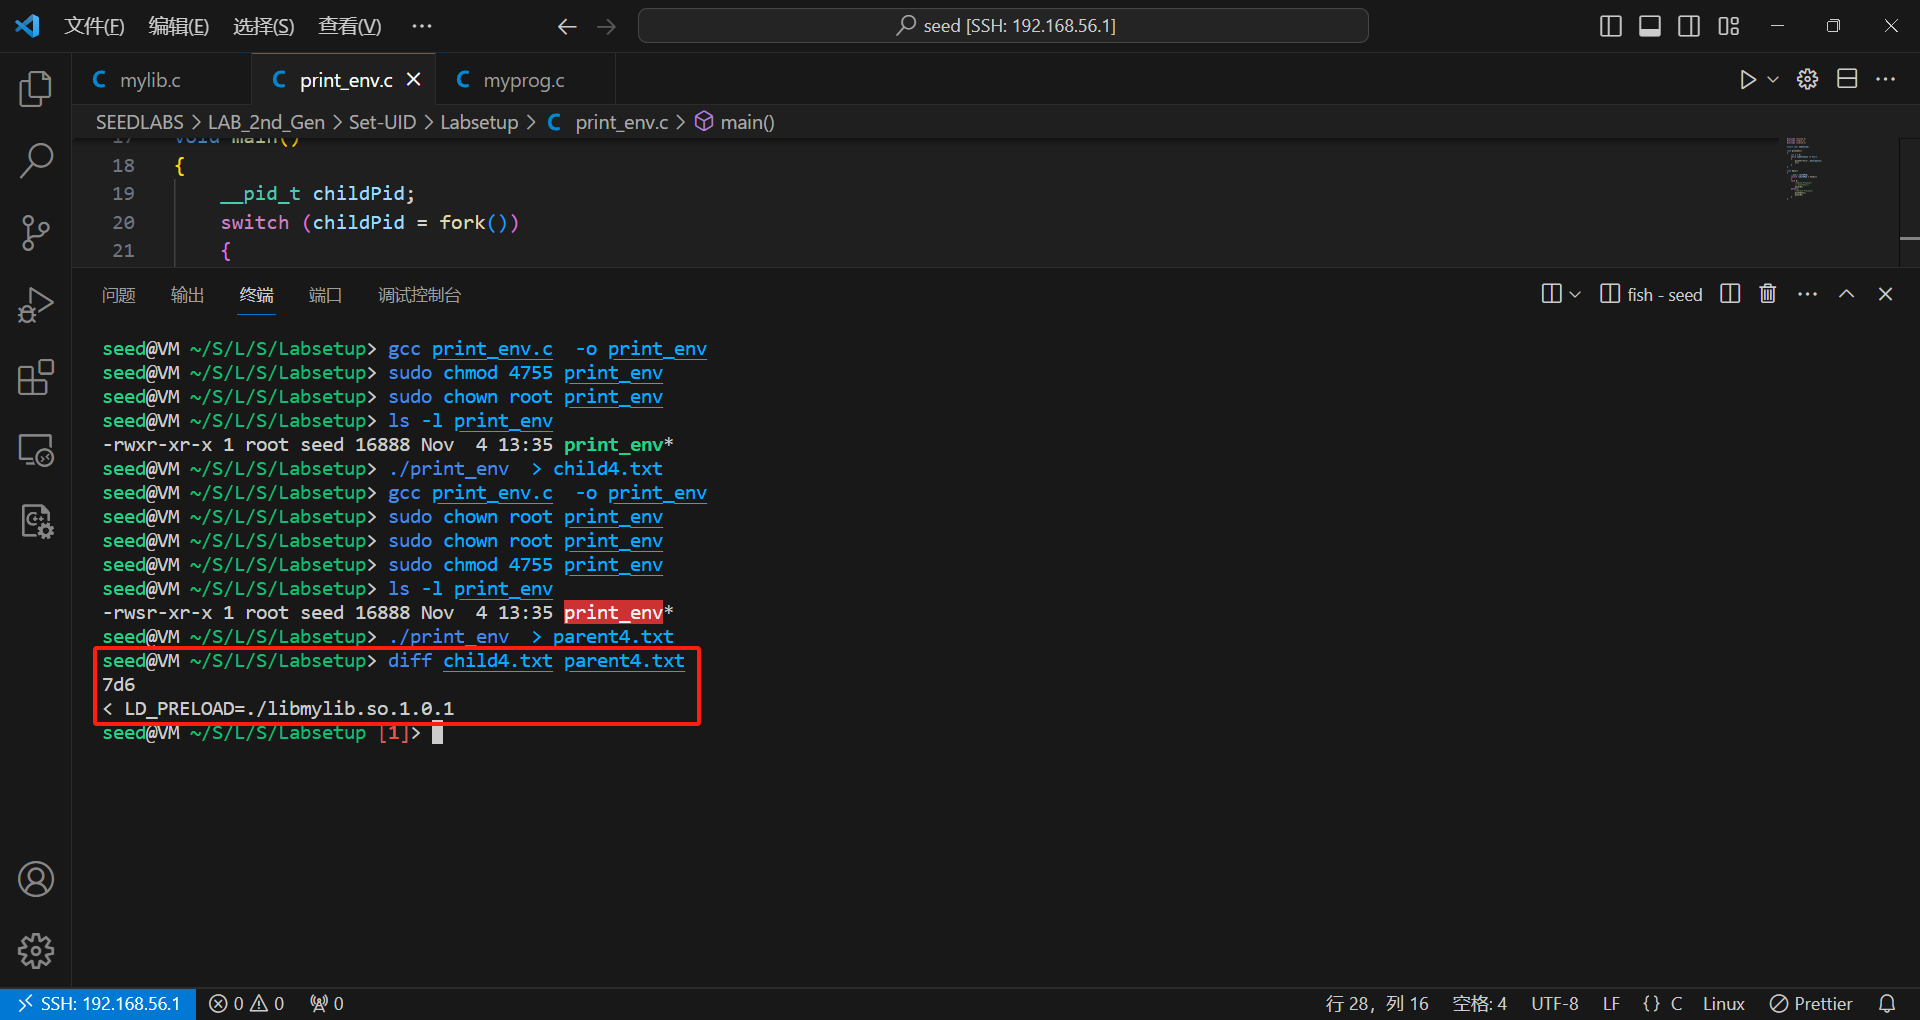 文件(F) 编辑(E) 选择(S) 查看(V) ··· seed [SSH: 192.168.56.1]
mylib.c print_env.c myprog.c
SEEDLABS > LAB_2nd_Gen > Set-UID > Labsetup > C print_env.c > main()
17 void main()
18 {
19 __pid_t childPid;
20 switch (childPid = fork())
21 {
问题 输出 终端 端口 调试控制台 fish - seed
seed@VM ~/S/L/S/Labsetup> gcc print_env.c  -o print_env
seed@VM ~/S/L/S/Labsetup> sudo chmod 4755 print_env
seed@VM ~/S/L/S/Labsetup> sudo chown root print_env
seed@VM ~/S/L/S/Labsetup> ls -l print_env
-rwxr-xr-x 1 root seed 16888 Nov  4 13:35 print_env*
seed@VM ~/S/L/S/Labsetup> ./print_env  > child4.txt
seed@VM ~/S/L/S/Labsetup> gcc print_env.c  -o print_env
seed@VM ~/S/L/S/Labsetup> sudo chown root print_env
seed@VM ~/S/L/S/Labsetup> sudo chown root print_env
seed@VM ~/S/L/S/Labsetup> sudo chmod 4755 print_env
seed@VM ~/S/L/S/Labsetup> ls -l print_env
-rwsr-xr-x 1 root seed 16888 Nov  4 13:35 print_env*
seed@VM ~/S/L/S/Labsetup> ./print_env  > parent4.txt
seed@VM ~/S/L/S/Labsetup> diff child4.txt parent4.txt
7d6
< LD_PRELOAD=./libmylib.so.1.0.1
seed@VM ~/S/L/S/Labsetup [1]>
SSH: 192.168.56.1 0 0 0 行 28，列 16 空格: 4 UTF-8 LF {} C Linux Prettier